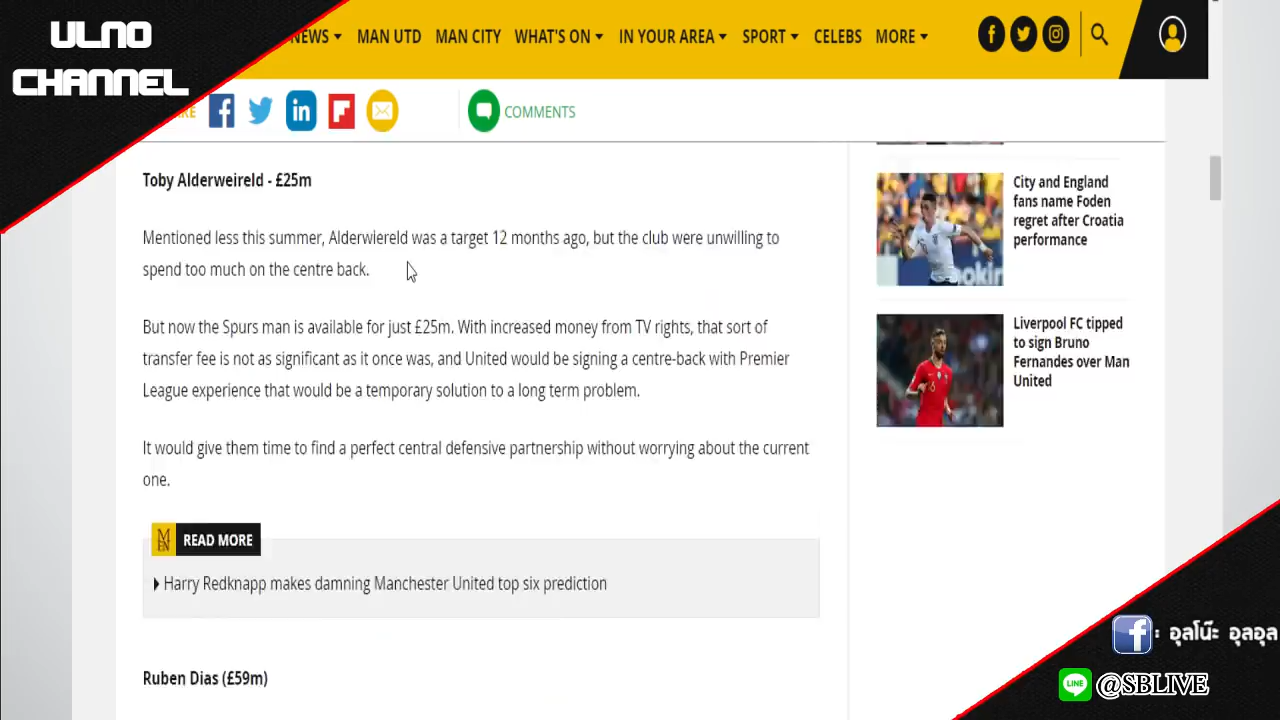 ULNO
CHANNEL
NEWS MAN UTD MAN CITY WHAT'S ON IN YOUR AREA SPORT CELEBS MORE
COMMENTS
Toby Alderweireld - £25m
Mentioned less this summer, Alderwiereld was a target 12 months ago, but the club were unwilling to
spend too much on the centre back.
But now the Spurs man is available for just £25m. With increased money from TV rights, that sort of
transfer fee is not as significant as it once was, and United would be signing a centre-back with Premier
League experience that would be a temporary solution to a long term problem.
It would give them time to find a perfect central defensive partnership without worrying about the current
one.
MEN READ MORE
Harry Redknapp makes damning Manchester United top six prediction
Ruben Dias (£59m)
City and England
fans name Foden
regret after Croatia
performance
Liverpool FC tipped
to sign Bruno
Fernandes over Man
United
: อุลโน๊ะ อุลอุล
LINE @SBLIVE